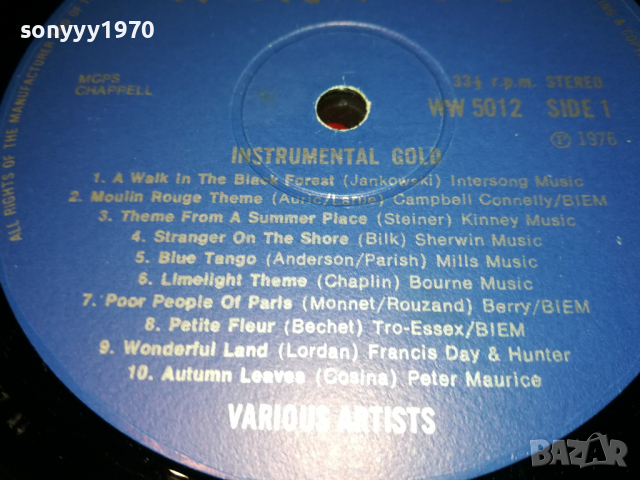 sonyyy1970
ALL RIGHTS OF THE MANUFACTURER
MCPS
CHAPPELL
33⅓ r.p.m. STEREO
WW 5012 SIDE 1
℗ 1976
INSTRUMENTAL GOLD
1. A Walk In The Black Forest (Jankowski) Intersong Music
2. Moulin Rouge Theme (Auric/Larue) Campbell Connelly/BIEM
3. Theme From A Summer Place (Steiner) Kinney Music
4. Stranger On The Shore (Bilk) Sherwin Music
5. Blue Tango (Anderson/Parish) Mills Music
6. Limelight Theme (Chaplin) Bourne Music
7. Poor People Of Paris (Monnet/Rouzand) Berry/BIEM
8. Petite Fleur (Bechet) Tro-Essex/BIEM
9. Wonderful Land (Lordan) Francis Day & Hunter
10. Autumn Leaves (Cosina) Peter Maurice
VARIOUS ARTISTS
BAZAR.bg